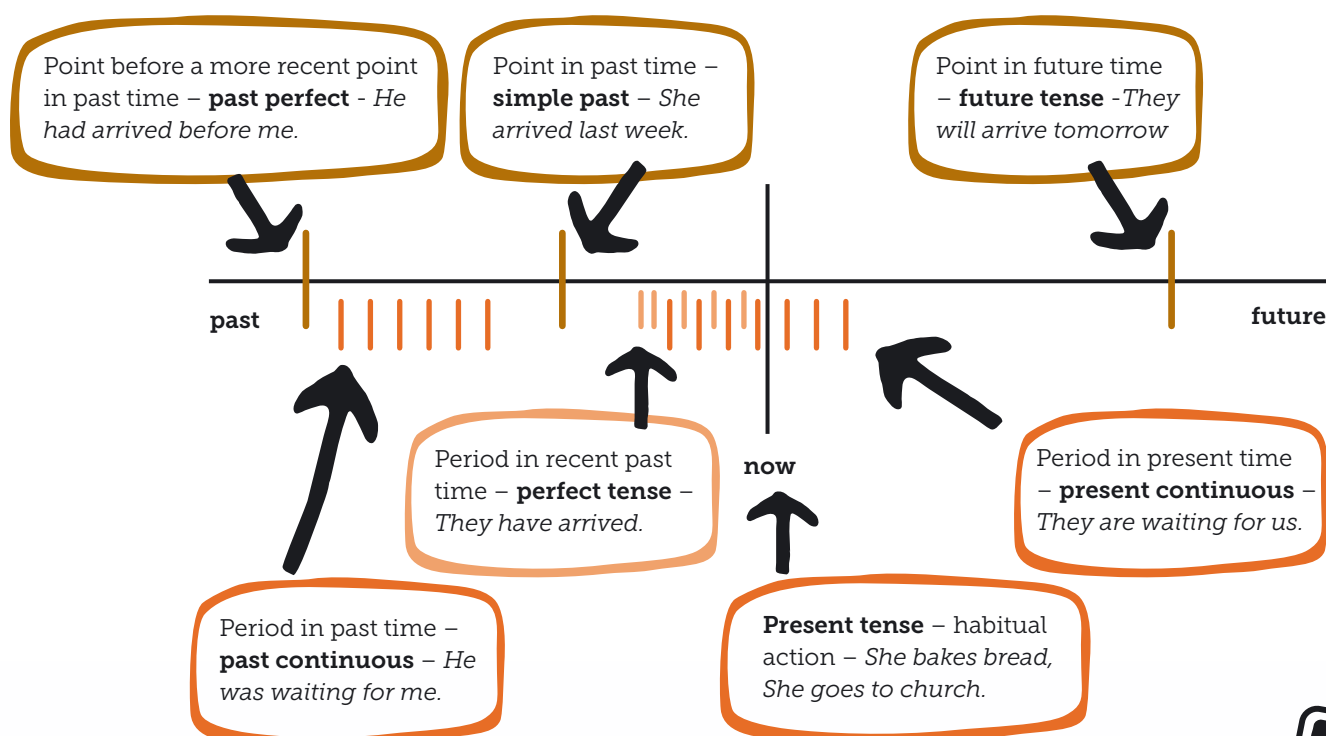 Point before a more recent point
in past time – past perfect - He
had arrived before me.
Point in past time –
simple past – She
arrived last week.
Point in future time
– future tense -They
will arrive tomorrow
past
future
now
Period in recent past
time – perfect tense –
They have arrived.
Period in present time
– present continuous –
They are waiting for us.
Period in past time –
past continuous – He
was waiting for me.
Present tense – habitual
action – She bakes bread,
She goes to church.